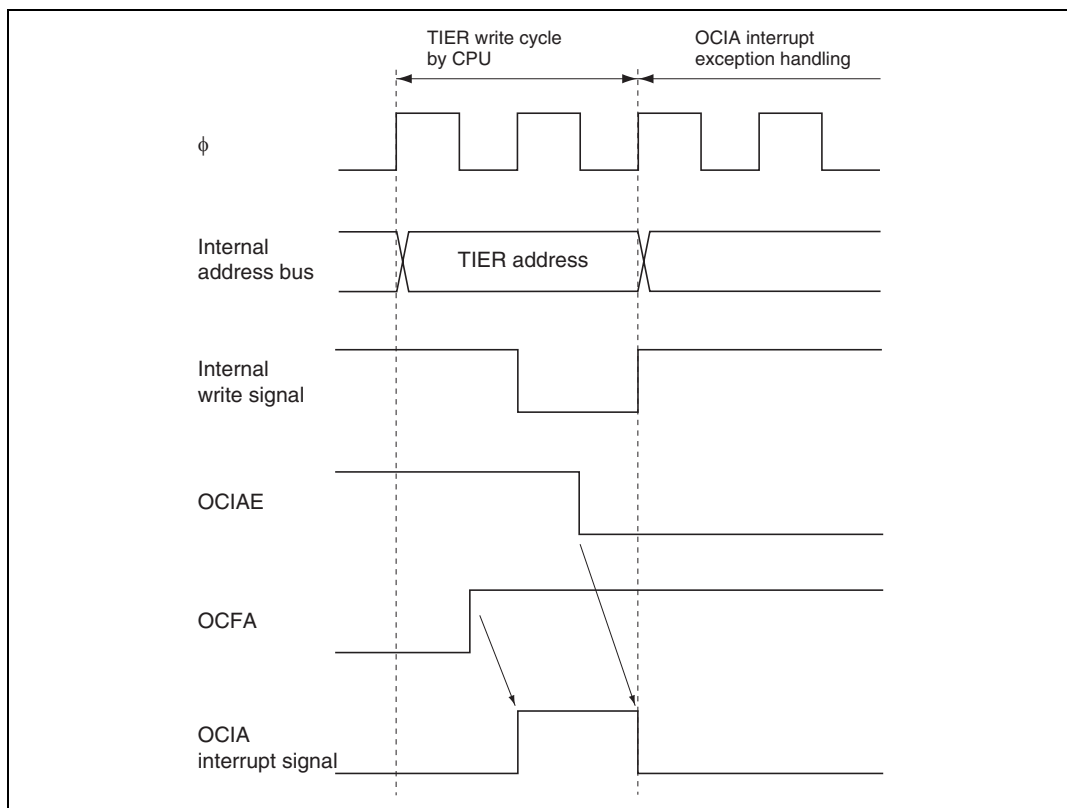 TIER write cycle
by CPU
OCIA interrupt
exception handling
ϕ
Internal
address bus
TIER address
Internal
write signal
OCIAE
OCFA
OCIA
interrupt signal